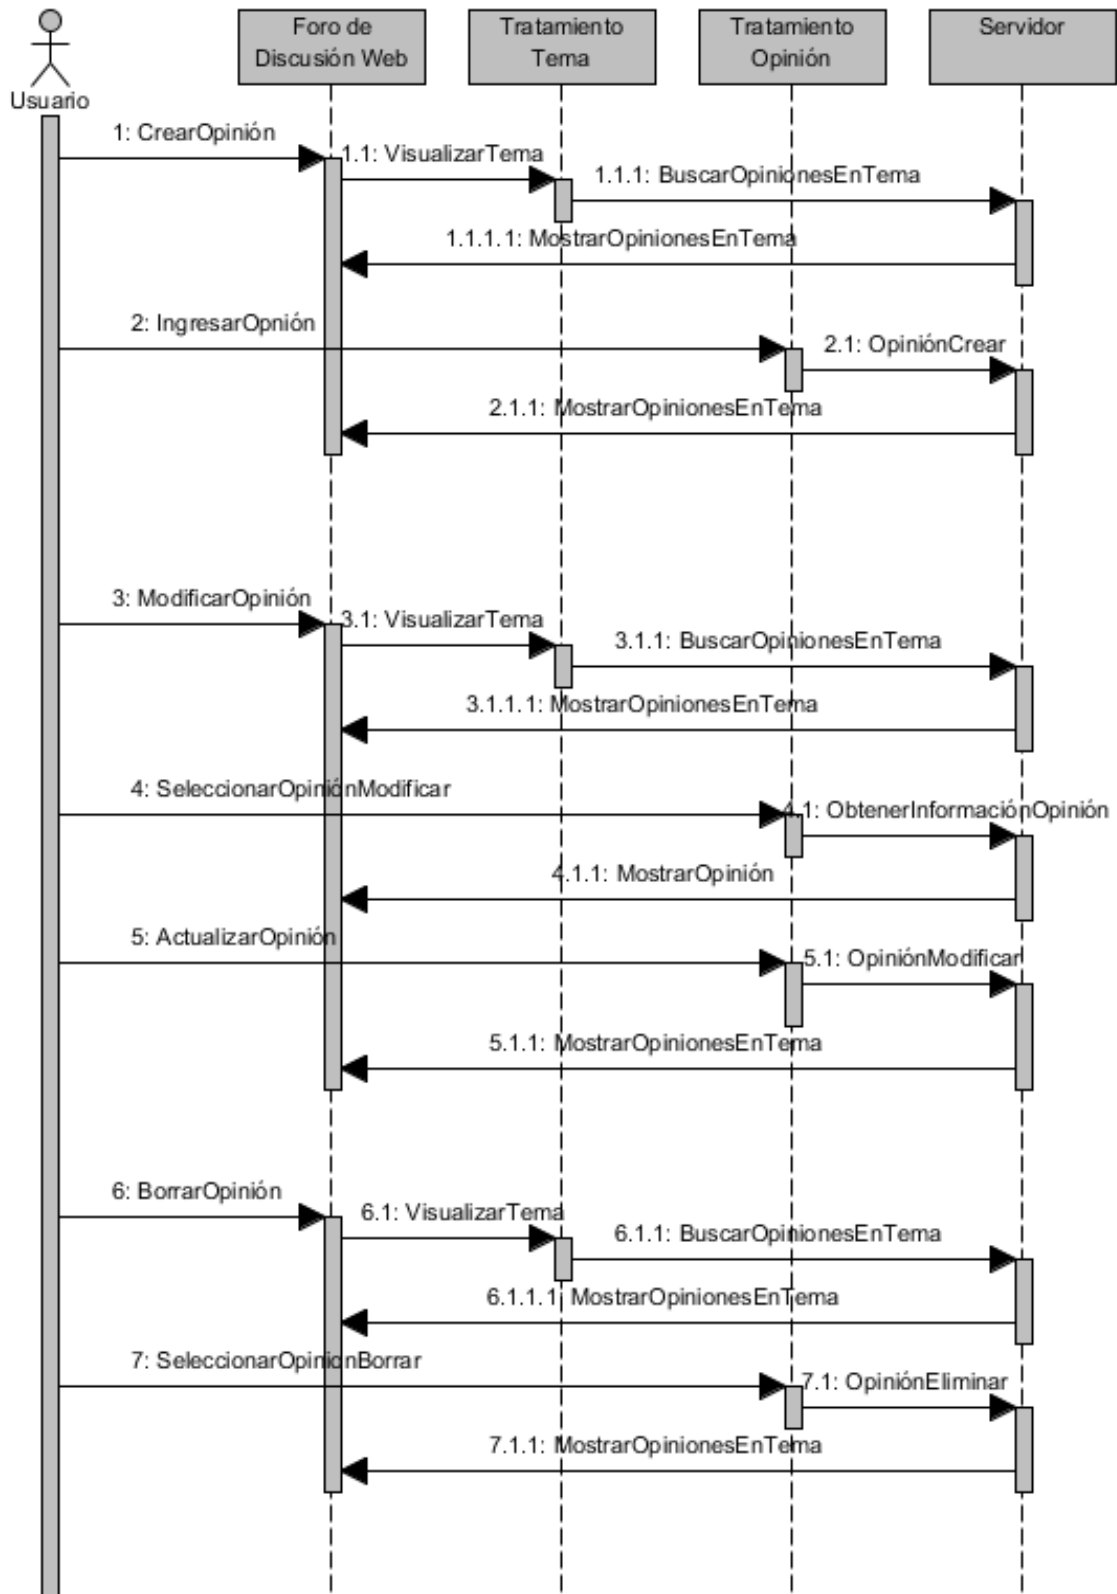 Foro de
Discusión Web
Tratamiento
Tema
Tratamiento
Opinión
Servidor
Usuario
1: CrearOpinión
1.1: VisualizarTema
1.1.1: BuscarOpinionesEnTema
1.1.1.1: MostrarOpinionesEnTema
2: IngresarOpnión
2.1: OpiniónCrear
2.1.1: MostrarOpinionesEnTema
3: ModificarOpinión
3.1: VisualizarTema
3.1.1: BuscarOpinionesEnTema
3.1.1.1: MostrarOpinionesEnTema
4: SeleccionarOpiniónModificar
4.1: ObtenerInformaciónOpinión
4.1.1: MostrarOpinión
5: ActualizarOpinión
5.1: OpiniónModificar
5.1.1: MostrarOpinionesEnTema
6: BorrarOpinión
6.1: VisualizarTema
6.1.1: BuscarOpinionesEnTema
6.1.1.1: MostrarOpinionesEnTema
7: SeleccionarOpinionBorrar
7.1: OpiniónEliminar
7.1.1: MostrarOpinionesEnTema